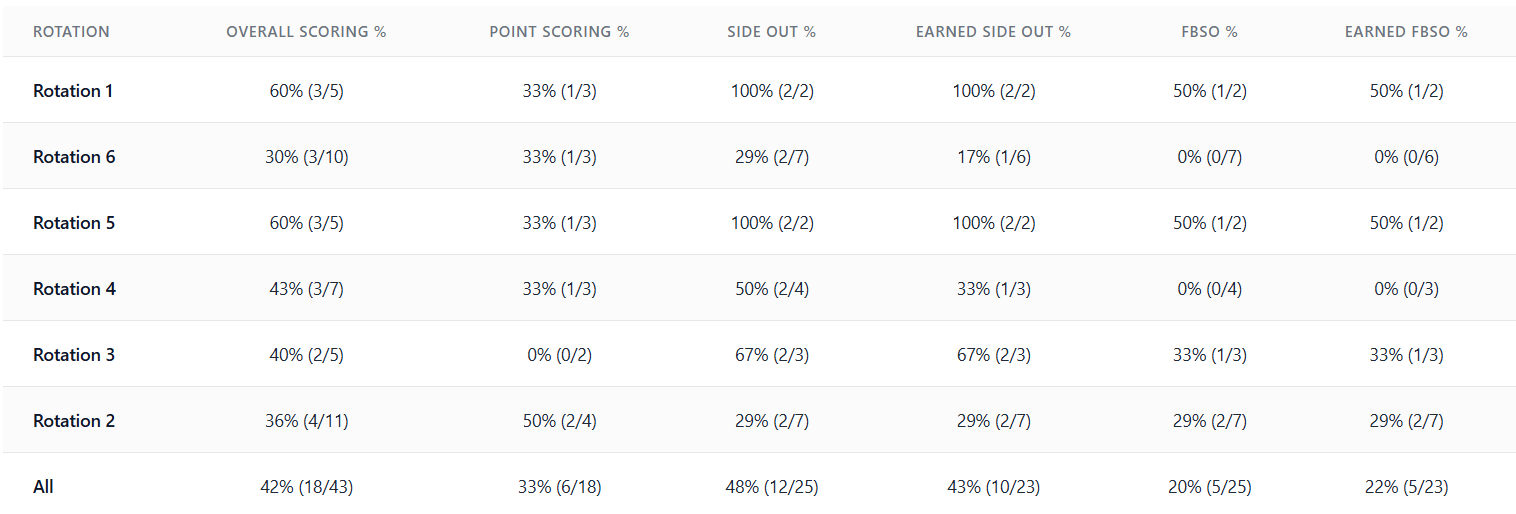 ROTATION OVERALL SCORING % POINT SCORING % SIDE OUT % EARNED SIDE OUT % FBSO % EARNED FBSO %
Rotation 1 60% (3/5) 33% (1/3) 100% (2/2) 100% (2/2) 50% (1/2) 50% (1/2)
Rotation 6 30% (3/10) 33% (1/3) 29% (2/7) 17% (1/6) 0% (0/7) 0% (0/6)
Rotation 5 60% (3/5) 33% (1/3) 100% (2/2) 100% (2/2) 50% (1/2) 50% (1/2)
Rotation 4 43% (3/7) 33% (1/3) 50% (2/4) 33% (1/3) 0% (0/4) 0% (0/3)
Rotation 3 40% (2/5) 0% (0/2) 67% (2/3) 67% (2/3) 33% (1/3) 33% (1/3)
Rotation 2 36% (4/11) 50% (2/4) 29% (2/7) 29% (2/7) 29% (2/7) 29% (2/7)
All 42% (18/43) 33% (6/18) 48% (12/25) 43% (10/23) 20% (5/25) 22% (5/23)